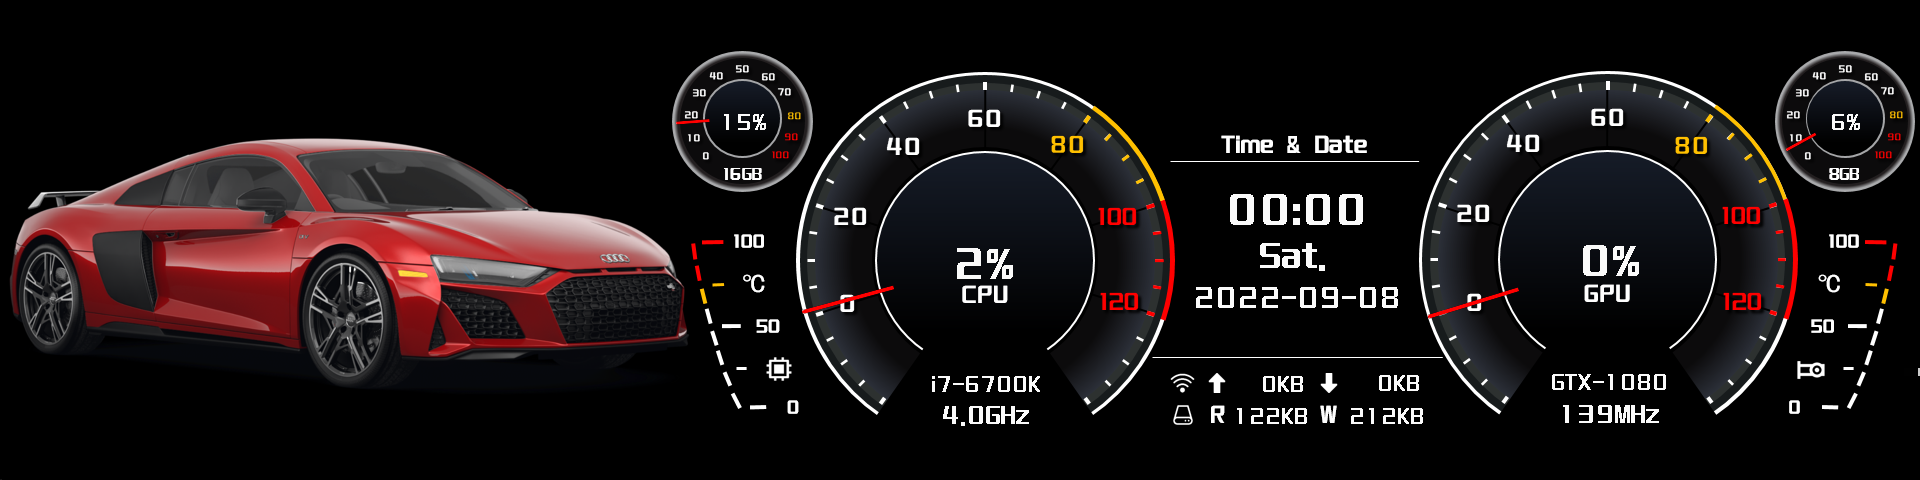 50
40 60
30 70
20 15% 80
10 90
0 100
16GB
100
°C
50
0
60
40 80
20 100
0 120
2%
CPU
i7-6700K
4.0GHz
Time & Date
00:00
Sat.
2022-09-08
0KB 0KB
R 122KB W 212KB
60
40 80
20 100
0 120
0%
GPU
GTX-1080
139MHz
50
40 60
30 70
20 6% 80
10 90
0 100
8GB
100
°C
50
0